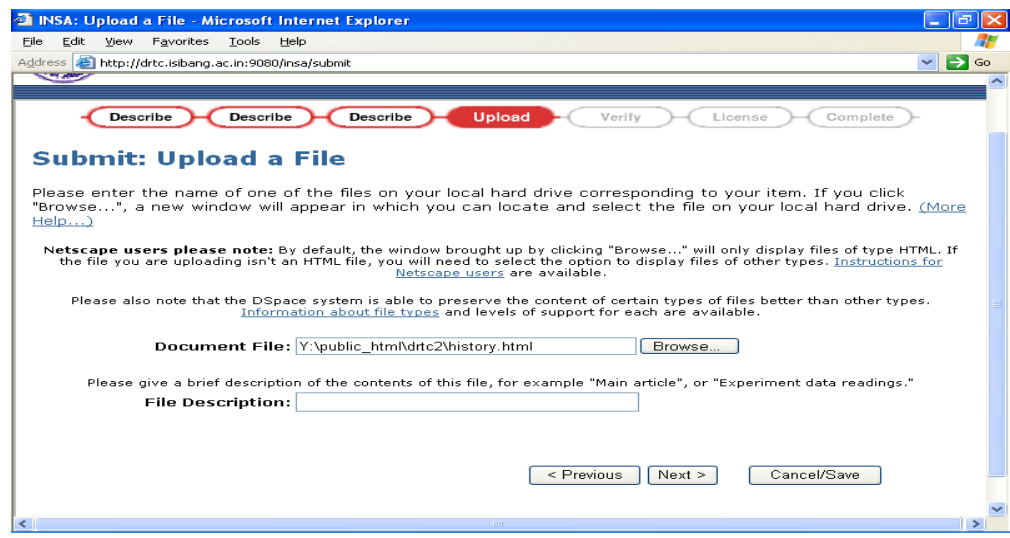 INSA: Upload a File - Microsoft Internet Explorer
File Edit View Favorites Tools Help
Address http://drtc.isibang.ac.in:9080/insa/submit Go
Describe Describe Describe Upload Verify License Complete
Submit: Upload a File
Please enter the name of one of the files on your local hard drive corresponding to your item. If you click
"Browse...", a new window will appear in which you can locate and select the file on your local hard drive. (More
Help...)
Netscape users please note: By default, the window brought up by clicking "Browse..." will only display files of type HTML. If
the file you are uploading isn't an HTML file, you will need to select the option to display files of other types. Instructions for
Netscape users are available.
Please also note that the DSpace system is able to preserve the content of certain types of files better than other types.
Information about file types and levels of support for each are available.
Document File: Y:\public_html\drtc2\history.html Browse...
Please give a brief description of the contents of this file, for example "Main article", or "Experiment data readings."
File Description:
< Previous Next > Cancel/Save